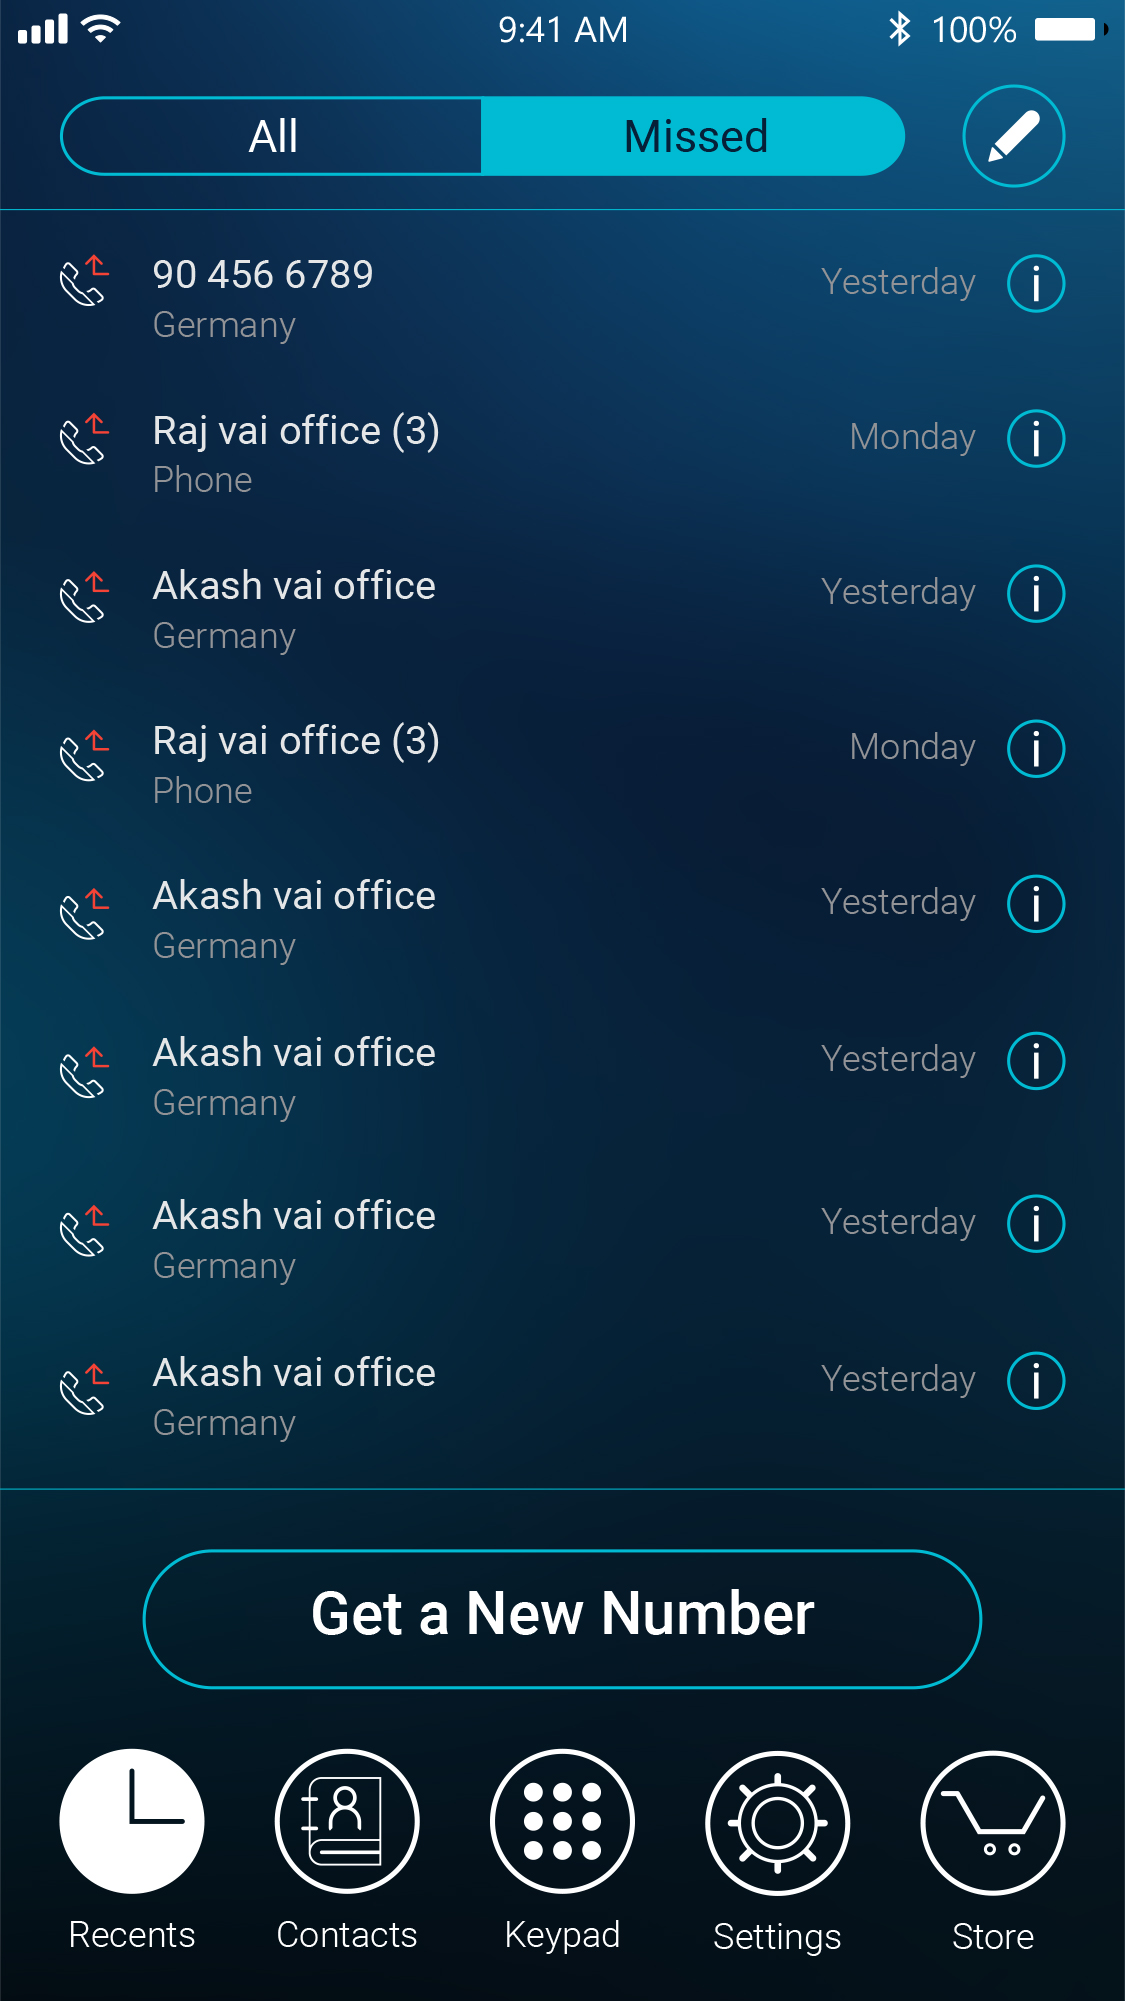 9:41 AM 100%
All Missed
90 456 6789 Yesterday
Germany
Raj vai office (3) Monday
Phone
Akash vai office Yesterday
Germany
Raj vai office (3) Monday
Phone
Akash vai office Yesterday
Germany
Akash vai office Yesterday
Germany
Akash vai office Yesterday
Germany
Akash vai office Yesterday
Germany
Get a New Number
Recents Contacts Keypad Settings Store